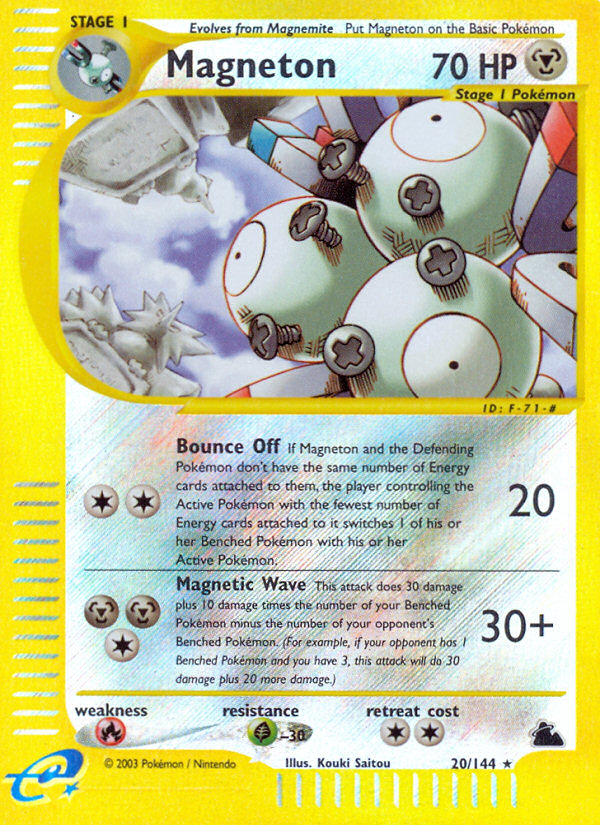 STAGE 1
Evolves from Magnemite Put Magneton on the Basic Pokémon
Magneton 70 HP
Stage 1 Pokémon
ID: F-71-#
Bounce Off If Magneton and the Defending
Pokémon don't have the same number of Energy
cards attached to them, the player controlling the
Active Pokémon with the fewest number of
Energy cards attached to it switches 1 of his or
her Benched Pokémon with his or her
Active Pokémon.
20
Magnetic Wave This attack does 30 damage
plus 10 damage times the number of your Benched
Pokémon minus the number of your opponent's
Benched Pokémon. (For example, if your opponent has 1
Benched Pokémon and you have 3, this attack will do 30
damage plus 20 more damage.)
30+
weakness resistance retreat cost
-30
© 2003 Pokémon / Nintendo Illus. Kouki Saitou 20/144 ★
e